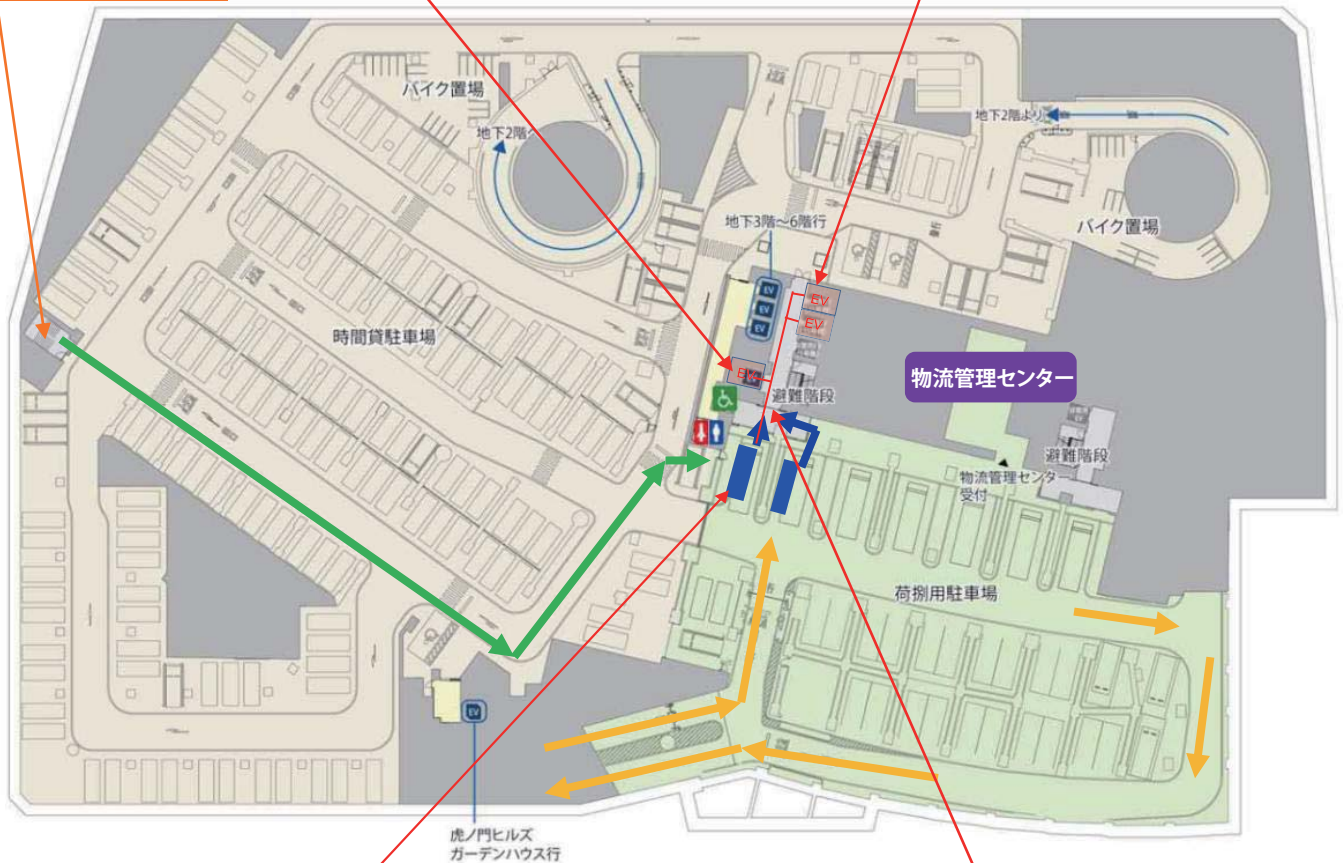 バイク置場
地下2階へ
地下2階より
バイク置場
地下3階~6階行
EV
EV
EV
EV
EV
EV
時間貸駐車場
避難階段
物流管理センター
避難階段
物流管理センター
受付
荷捌用駐車場
EV
虎ノ門ヒルズ
ガーデンハウス行